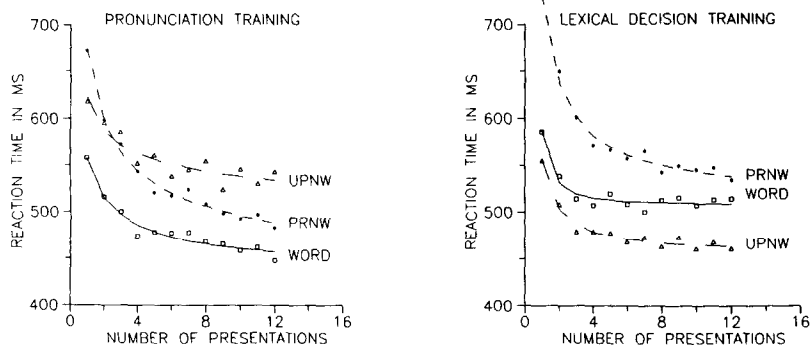 PRONUNCIATION TRAINING
700
600
500
400
REACTION TIME IN MS
UPNW
PRNW
WORD
0 4 8 12 16
NUMBER OF PRESENTATIONS
LEXICAL DECISION TRAINING
700
600
500
400
REACTION TIME IN MS
PRNW
WORD
UPNW
0 4 8 12 16
NUMBER OF PRESENTATIONS